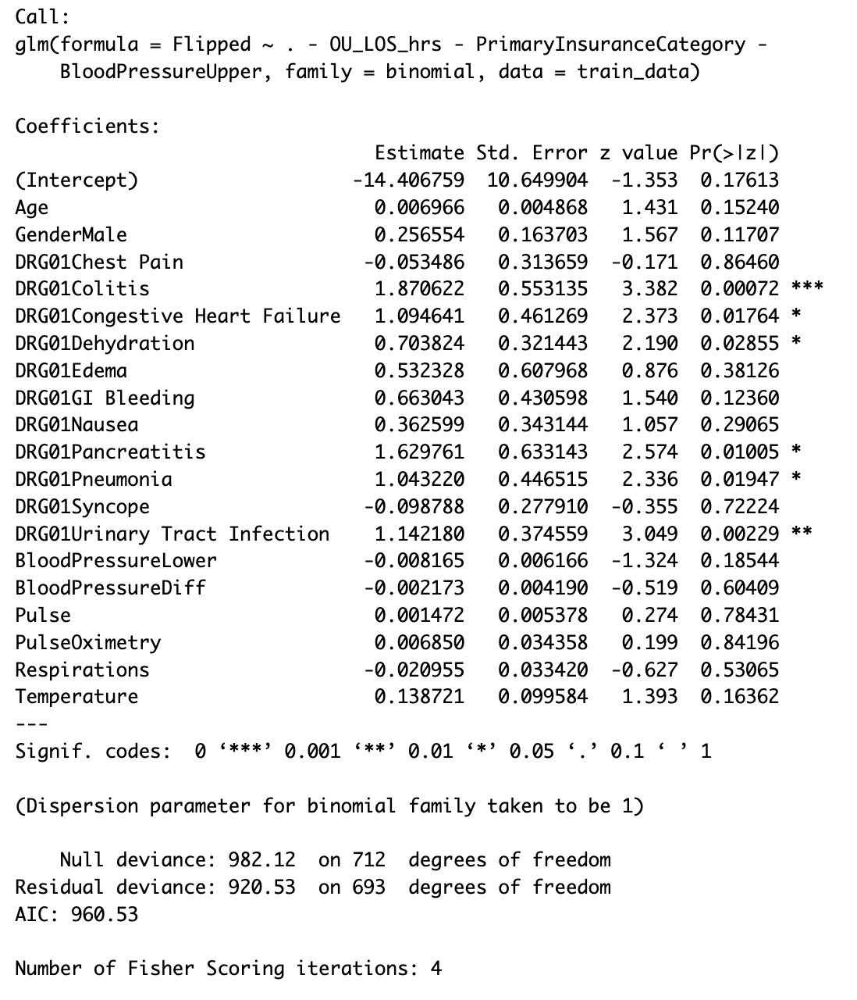 Call:
glm(formula = Flipped ~ . - OU_LOS_hrs - PrimaryInsuranceCategory -
    BloodPressureUpper, family = binomial, data = train_data)

Coefficients:
                                Estimate Std. Error z value Pr(>|z|)
(Intercept)                   -14.406759  10.649904  -1.353  0.17613
Age                             0.006966   0.004868   1.431  0.15240
GenderMale                      0.256554   0.163703   1.567  0.11707
DRG01Chest Pain                -0.053486   0.313659  -0.171  0.86460
DRG01Colitis                    1.870622   0.553135   3.382  0.00072 ***
DRG01Congestive Heart Failure   1.094641   0.461269   2.373  0.01764 *
DRG01Dehydration                0.703824   0.321443   2.190  0.02855 *
DRG01Edema                      0.532328   0.607968   0.876  0.38126
DRG01GI Bleeding                0.663043   0.430598   1.540  0.12360
DRG01Nausea                     0.362599   0.343144   1.057  0.29065
DRG01Pancreatitis               1.629761   0.633143   2.574  0.01005 *
DRG01Pneumonia                  1.043220   0.446515   2.336  0.01947 *
DRG01Syncope                   -0.098788   0.277910  -0.355  0.72224
DRG01Urinary Tract Infection    1.142180   0.374559   3.049  0.00229 **
BloodPressureLower             -0.008165   0.006166  -1.324  0.18544
BloodPressureDiff              -0.002173   0.004190  -0.519  0.60409
Pulse                           0.001472   0.005378   0.274  0.78431
PulseOximetry                   0.006850   0.034358   0.199  0.84196
Respirations                   -0.020955   0.033420  -0.627  0.53065
Temperature                     0.138721   0.099584   1.393  0.16362
---
Signif. codes:  0 ‘***’ 0.001 ‘**’ 0.01 ‘*’ 0.05 ‘.’ 0.1 ‘ ’ 1

(Dispersion parameter for binomial family taken to be 1)

    Null deviance: 982.12  on 712  degrees of freedom
Residual deviance: 920.53  on 693  degrees of freedom
AIC: 960.53

Number of Fisher Scoring iterations: 4